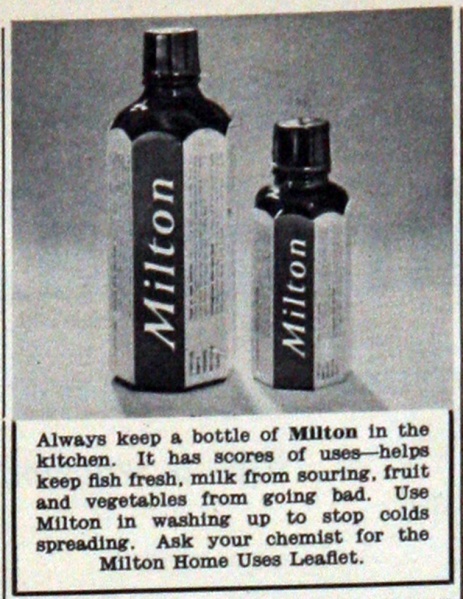 Milton
Milton
Always keep a bottle of Milton in the
kitchen. It has scores of uses—helps
keep fish fresh, milk from souring, fruit
and vegetables from going bad. Use
Milton in washing up to stop colds
spreading. Ask your chemist for the
Milton Home Uses Leaflet.